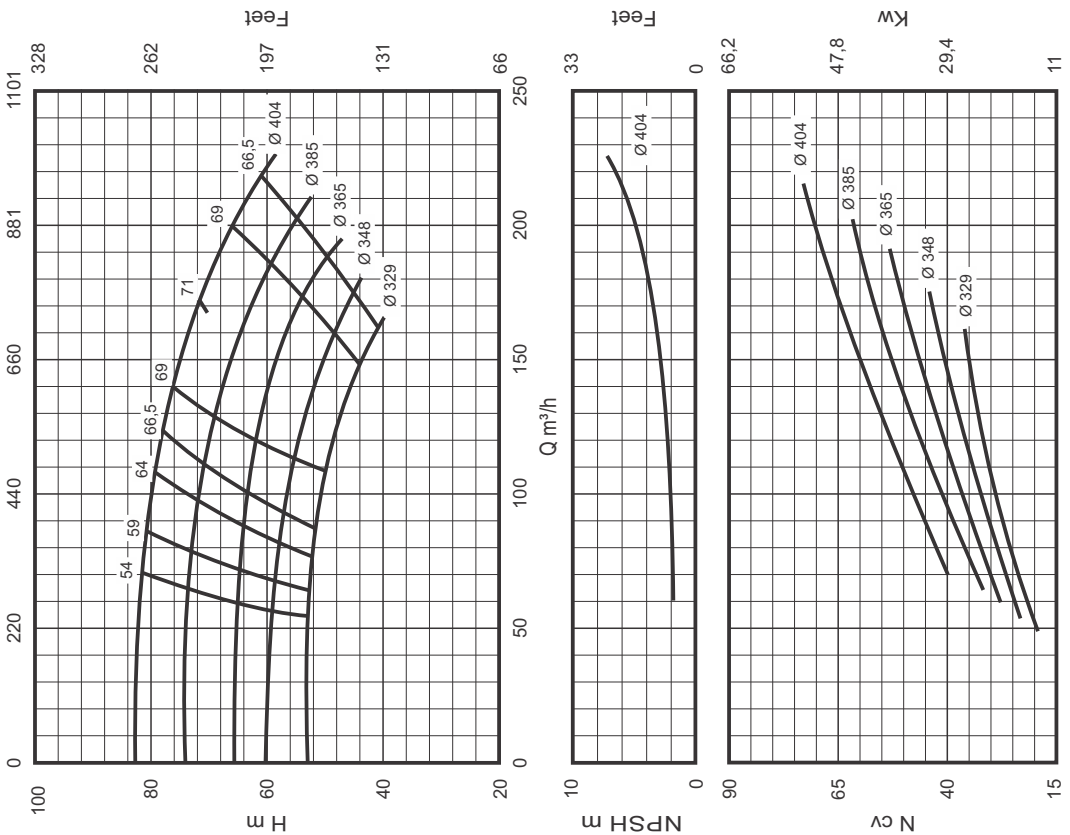 0 220 440 660 881 1101
100 80 60 40 20
H m
328 262 197 131 66
Feet
54 59 64 66,5 69 71 69 66,5
Ø 404
Ø 385
Ø 365
Ø 348
Ø 329
0 50 100 150 200 250
Q m³/h
10 0
NPSH m
33 0
Feet
Ø 404
90 65 40 15
N cv
66,2 47,8 29,4 11
Kw
Ø 404
Ø 385
Ø 365
Ø 348
Ø 329